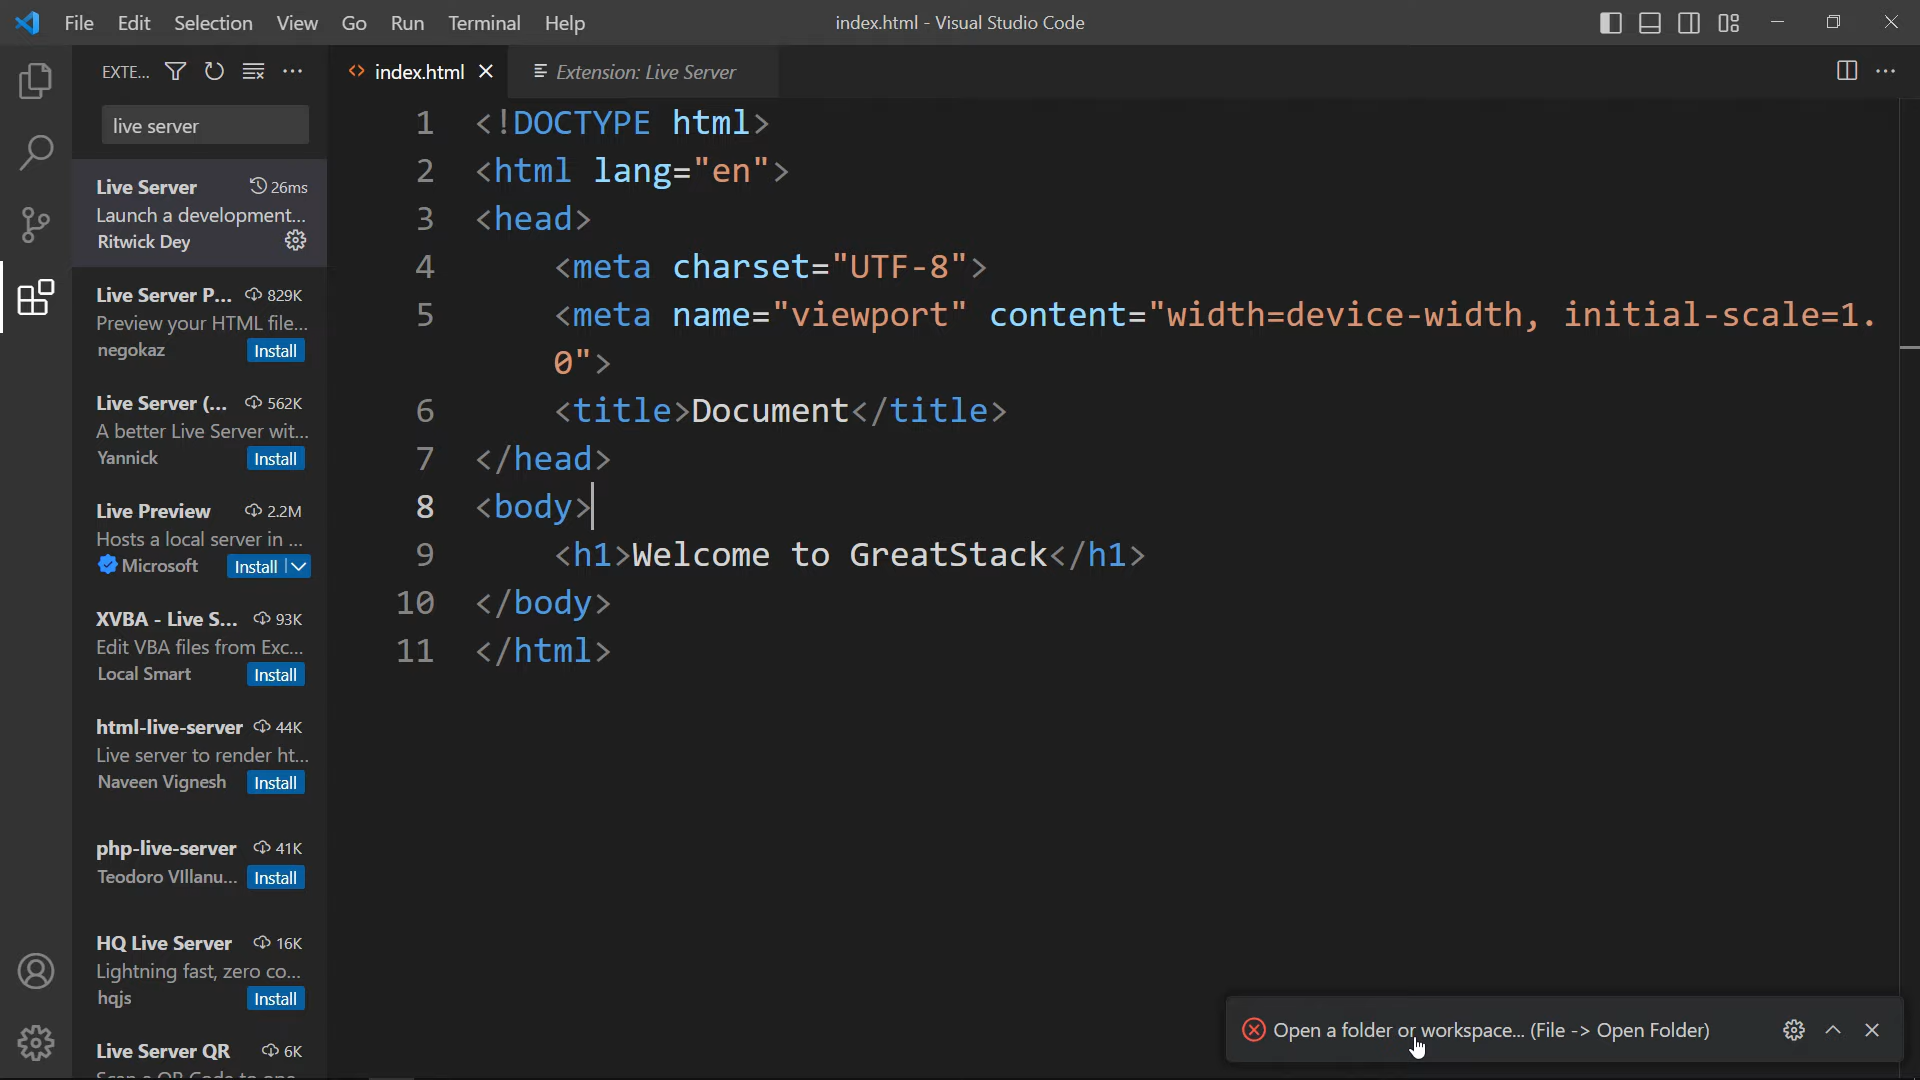 File Edit Selection View Go Run Terminal Help
index.html - Visual Studio Code
EXTE...
index.html
Extension: Live Server
live server
Live Server 26ms
Launch a development...
Ritwick Dey
Live Server P... 829K
Preview your HTML file...
negokaz Install
Live Server (... 562K
A better Live Server wit...
Yannick Install
Live Preview 2.2M
Hosts a local server in ...
Microsoft Install
XVBA - Live S... 93K
Edit VBA files from Exc...
Local Smart Install
html-live-server 44K
Live server to render ht...
Naveen Vignesh Install
php-live-server 41K
Teodoro VIllanu... Install
HQ Live Server 16K
Lightning fast, zero co...
hqjs Install
Live Server QR 6K
1 <!DOCTYPE html>
2 <html lang="en">
3 <head>
4 <meta charset="UTF-8">
5 <meta name="viewport" content="width=device-width, initial-scale=1.
0">
6 <title>Document</title>
7 </head>
8 <body>
9 <h1>Welcome to GreatStack</h1>
10 </body>
11 </html>
Open a folder or workspace... (File -> Open Folder)